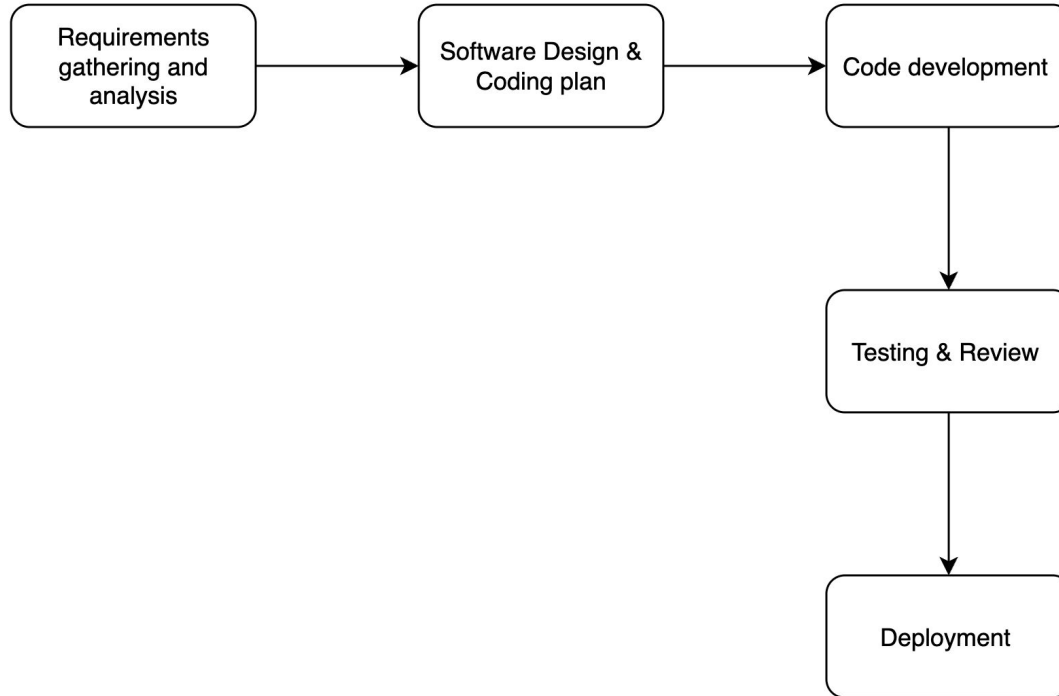 Requirements
gathering and
analysis
Software Design &
Coding plan
Code development
Testing & Review
Deployment